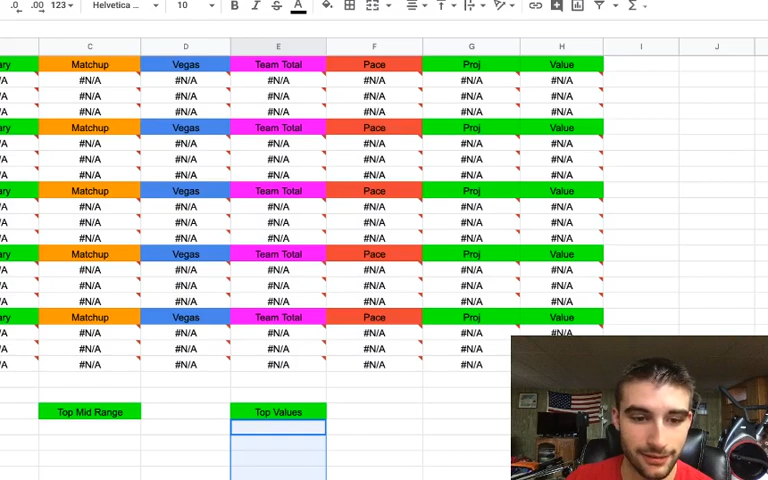 .0 .00 123 Helvetica ... 10 B I S A Σ
C D E F G H I J
ary Matchup Vegas Team Total Pace Proj Value
/A #N/A #N/A #N/A #N/A #N/A #N/A
/A #N/A #N/A #N/A #N/A #N/A #N/A
/A #N/A #N/A #N/A #N/A #N/A #N/A
ary Matchup Vegas Team Total Pace Proj Value
/A #N/A #N/A #N/A #N/A #N/A #N/A
/A #N/A #N/A #N/A #N/A #N/A #N/A
/A #N/A #N/A #N/A #N/A #N/A #N/A
ary Matchup Vegas Team Total Pace Proj Value
/A #N/A #N/A #N/A #N/A #N/A #N/A
/A #N/A #N/A #N/A #N/A #N/A #N/A
/A #N/A #N/A #N/A #N/A #N/A #N/A
ary Matchup Vegas Team Total Pace Proj Value
/A #N/A #N/A #N/A #N/A #N/A #N/A
/A #N/A #N/A #N/A #N/A #N/A #N/A
/A #N/A #N/A #N/A #N/A #N/A #N/A
ary Matchup Vegas Team Total Pace Proj Value
/A #N/A #N/A #N/A #N/A #N/A #N/A
/A #N/A #N/A #N/A #N/A #N/A
/A #N/A #N/A #N/A #N/A #N/A
Top Mid Range Top Values